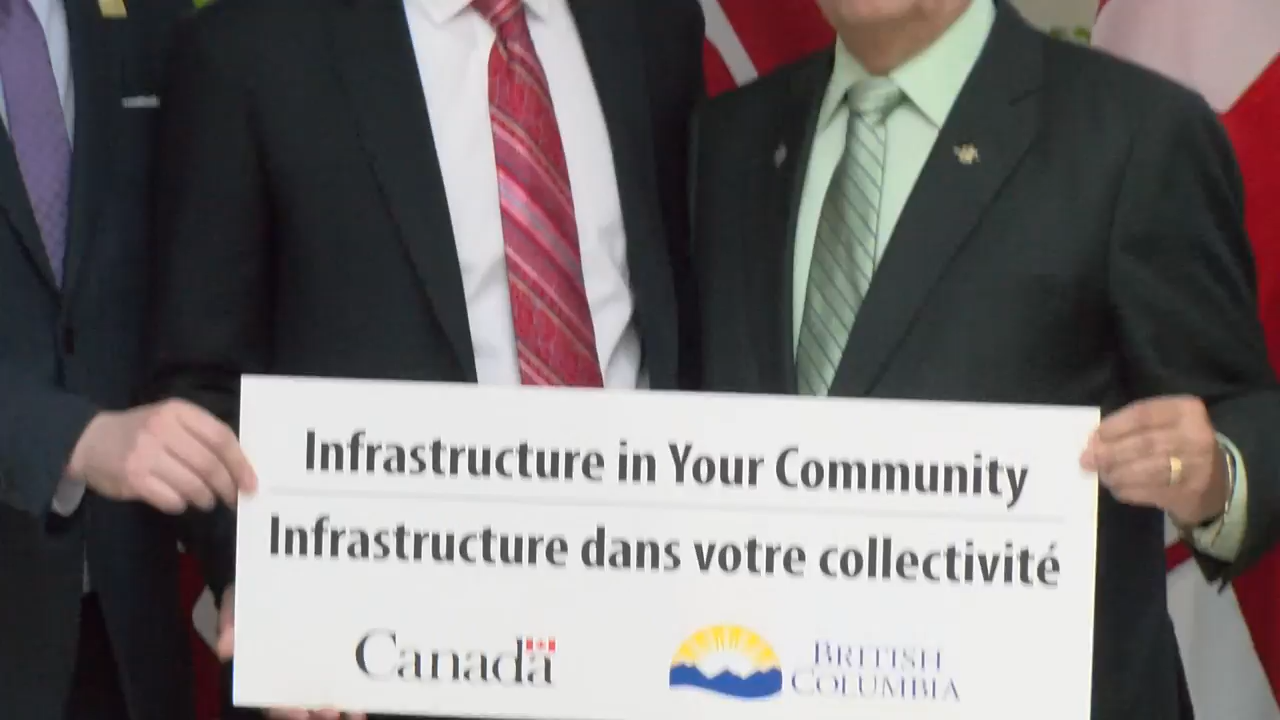 Infrastructure in Your Community
Infrastructure dans votre collectivité
Canada
BRITISH
COLUMBIA